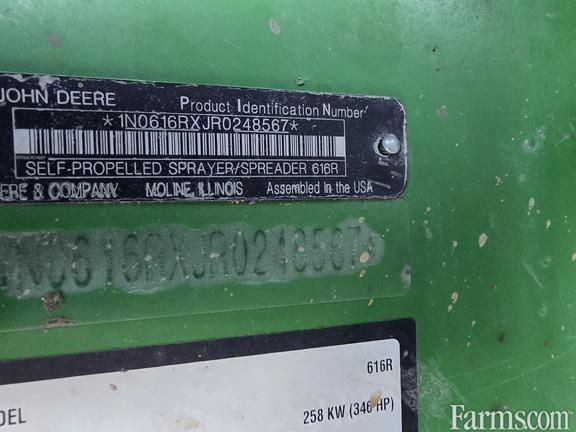 JOHN DEERE
Product Identification Number
*1N0616RXJR0248567*
SELF-PROPELLED SPRAYER/SPREADER 616R
ERE & COMPANY MOLINE, ILLINOIS Assembled in the USA
1N0616RXJR0248567*
616R
DEL 258 KW (346 HP)
Farms.com